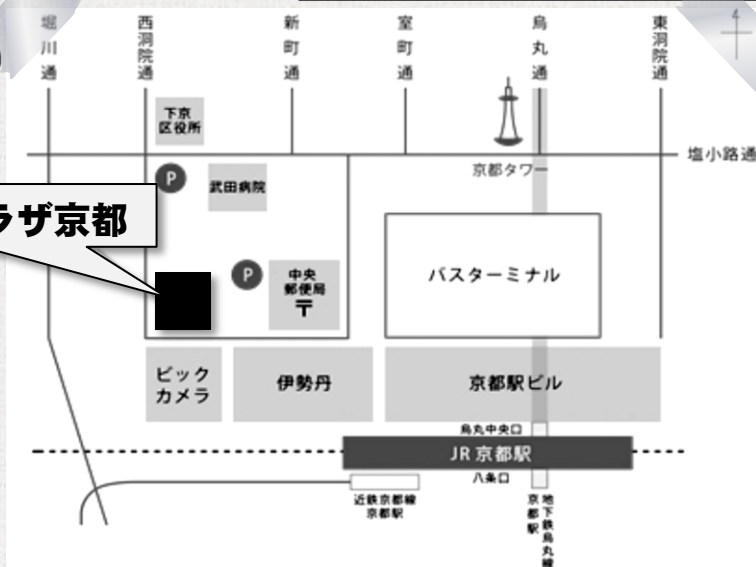 堀川通
西洞院通
新町通
室町通
烏丸通
東洞院通
下京
区役所
塩小路通
P
武田病院
京都タワー
ラザ京都
P
中央
郵便局
〒
バスターミナル
ビック
カメラ
伊勢丹
京都駅ビル
烏丸中央口
JR 京都駅
八条口
近鉄京都線
京都駅
地下鉄烏丸線
京都駅